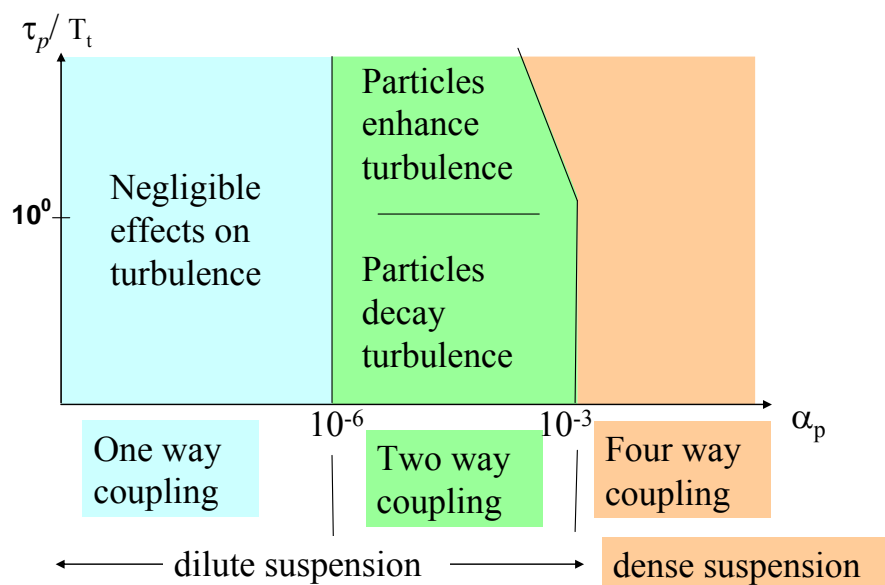 τp/ Tt
Particles
enhance
turbulence
Negligible
effects on
turbulence
10⁰
Particles
decay
turbulence
10⁻⁶
10⁻³
αp
One way
coupling
Two way
coupling
Four way
coupling
dilute suspension
dense suspension